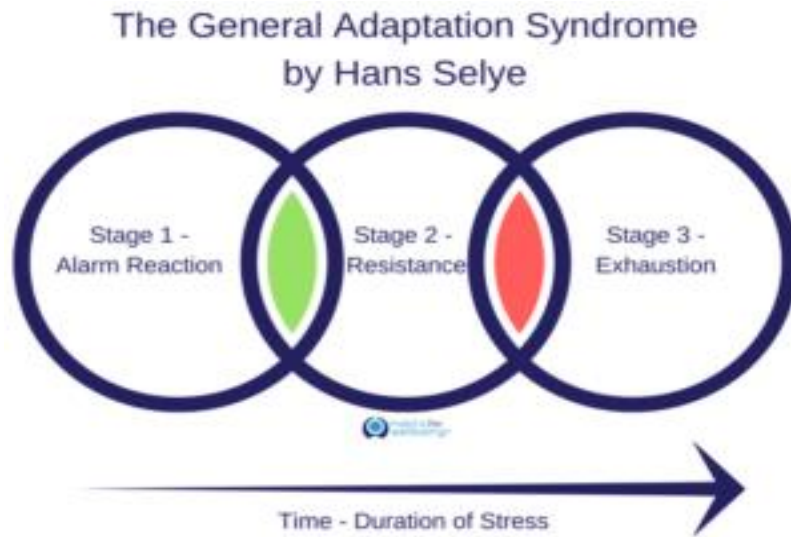 The General Adaptation Syndrome
by Hans Selye
Stage 1 -
Alarm Reaction
Stage 2 -
Resistance
Stage 3 -
Exhaustion
Time - Duration of Stress